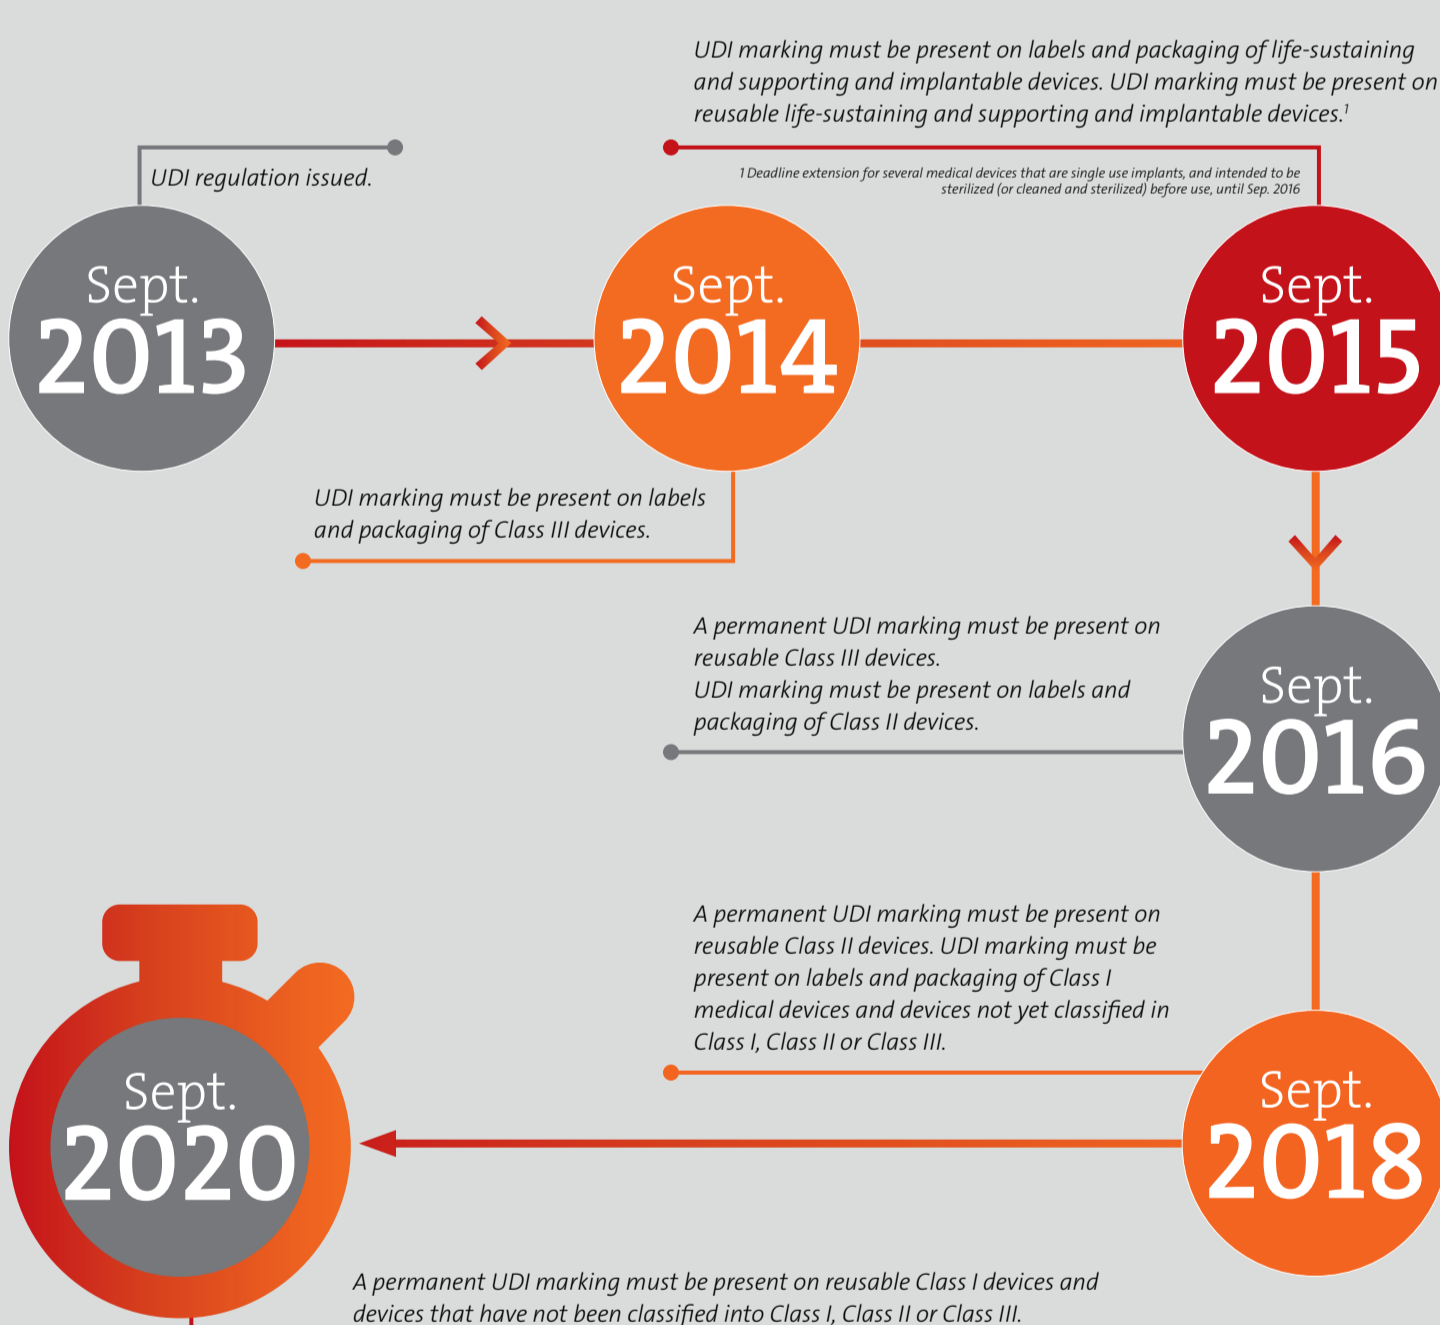 UDI marking must be present on labels and packaging of life-sustaining
and supporting and implantable devices. UDI marking must be present on
reusable life-sustaining and supporting and implantable devices.¹
UDI regulation issued.
1 Deadline extension for several medical devices that are single use implants, and intended to be
sterilized (or cleaned and sterilized) before use, until Sep. 2016
Sept.
2013
Sept.
2014
Sept.
2015
UDI marking must be present on labels
and packaging of Class III devices.
A permanent UDI marking must be present on
reusable Class III devices.
UDI marking must be present on labels and
packaging of Class II devices.
Sept.
2016
A permanent UDI marking must be present on
reusable Class II devices. UDI marking must be
present on labels and packaging of Class I
medical devices and devices not yet classified in
Class I, Class II or Class III.
Sept.
2018
Sept.
2020
A permanent UDI marking must be present on reusable Class I devices and
devices that have not been classified into Class I, Class II or Class III.